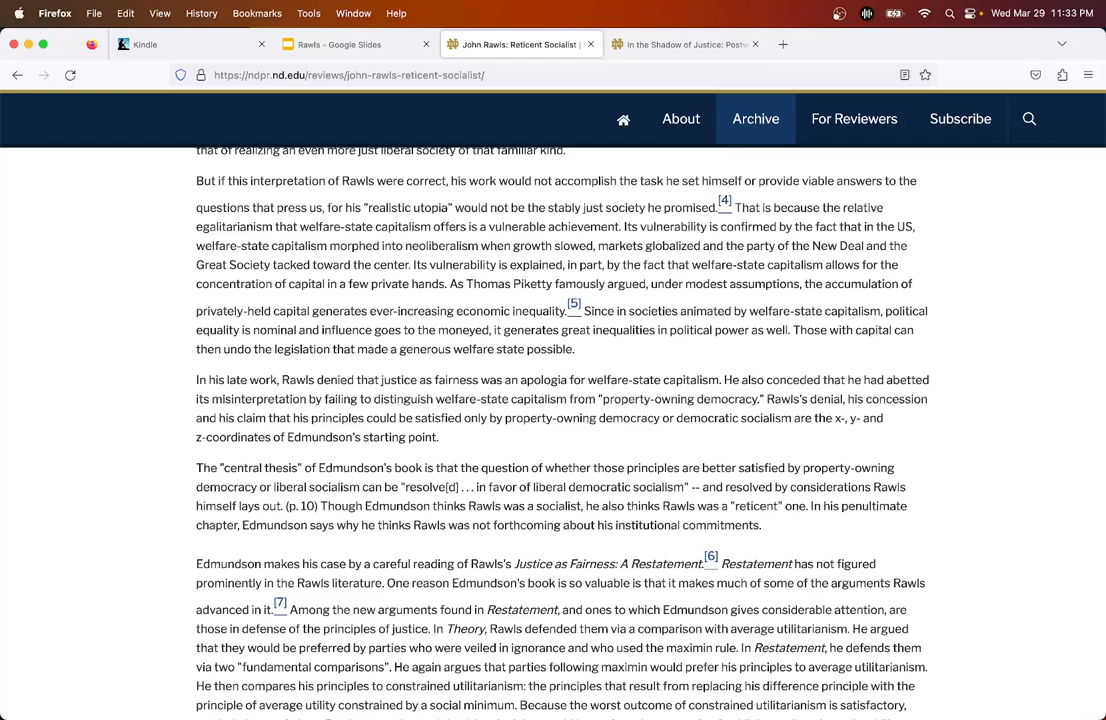 Firefox File Edit View History Bookmarks Tools Window Help Wed Mar 29 11:33 PM
Kindle Rawls - Google Slides John Rawls: Reticent Socialist | In the Shadow of Justice: Postw
https://ndpr.nd.edu/reviews/john-rawls-reticent-socialist/
About Archive For Reviewers Subscribe
that of realizing an even more just liberal society of that familiar kind.
But if this interpretation of Rawls were correct, his work would not accomplish the task he set himself or provide viable answers to the
questions that press us, for his "realistic utopia" would not be the stably just society he promised.[4] That is because the relative
egalitarianism that welfare-state capitalism offers is a vulnerable achievement. Its vulnerability is confirmed by the fact that in the US,
welfare-state capitalism morphed into neoliberalism when growth slowed, markets globalized and the party of the New Deal and the
Great Society tacked toward the center. Its vulnerability is explained, in part, by the fact that welfare-state capitalism allows for the
concentration of capital in a few private hands. As Thomas Piketty famously argued, under modest assumptions, the accumulation of
privately-held capital generates ever-increasing economic inequality.[5] Since in societies animated by welfare-state capitalism, political
equality is nominal and influence goes to the moneyed, it generates great inequalities in political power as well. Those with capital can
then undo the legislation that made a generous welfare state possible.
In his late work, Rawls denied that justice as fairness was an apologia for welfare-state capitalism. He also conceded that he had abetted
its misinterpretation by failing to distinguish welfare-state capitalism from "property-owning democracy." Rawls's denial, his concession
and his claim that his principles could be satisfied only by property-owning democracy or democratic socialism are the x-, y- and
z-coordinates of Edmundson's starting point.
The "central thesis" of Edmundson's book is that the question of whether those principles are better satisfied by property-owning
democracy or liberal socialism can be "resolve[d] . . . in favor of liberal democratic socialism" -- and resolved by considerations Rawls
himself lays out. (p. 10) Though Edmundson thinks Rawls was a socialist, he also thinks Rawls was a "reticent" one. In his penultimate
chapter, Edmundson says why he thinks Rawls was not forthcoming about his institutional commitments.
Edmundson makes his case by a careful reading of Rawls's Justice as Fairness: A Restatement.[6] Restatement has not figured
prominently in the Rawls literature. One reason Edmundson's book is so valuable is that it makes much of some of the arguments Rawls
advanced in it.[7] Among the new arguments found in Restatement, and ones to which Edmundson gives considerable attention, are
those in defense of the principles of justice. In Theory, Rawls defended them via a comparison with average utilitarianism. He argued
that they would be preferred by parties who were veiled in ignorance and who used the maximin rule. In Restatement, he defends them
via two "fundamental comparisons". He again argues that parties following maximin would prefer his principles to average utilitarianism.
He then compares his principles to constrained utilitarianism: the principles that result from replacing his difference principle with the
principle of average utility constrained by a social minimum. Because the worst outcome of constrained utilitarianism is satisfactory,